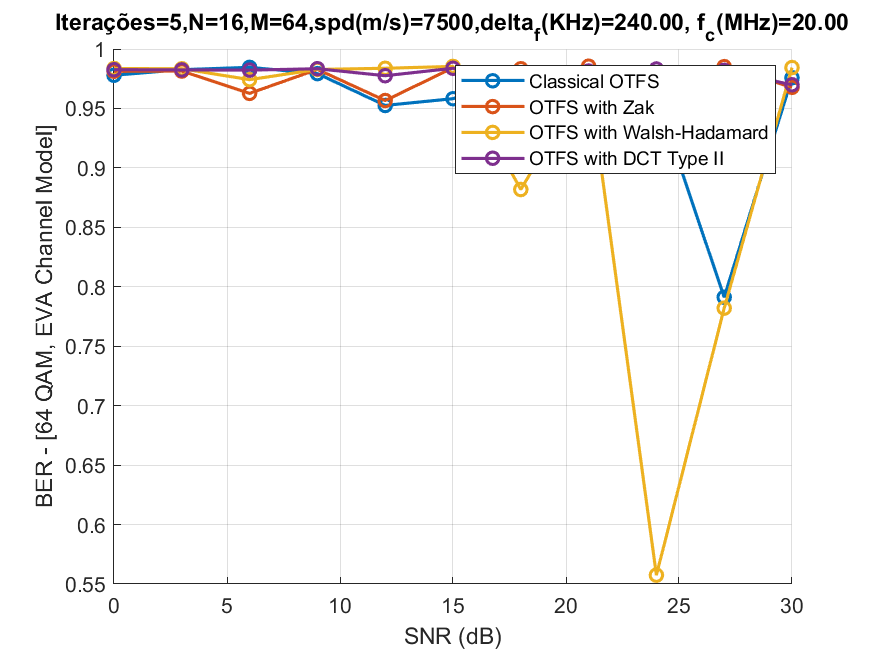 Iterações=5,N=16,M=64,spd(m/s)=7500,delta_f(KHz)=240.00, f_c(MHz)=20.00
1
0.95
0.9
0.85
0.8
0.75
0.7
0.65
0.6
0.55
BER - [64 QAM, EVA Channel Model]
Classical OTFS
OTFS with Zak
OTFS with Walsh-Hadamard
OTFS with DCT Type II
0 5 10 15 20 25 30
SNR (dB)